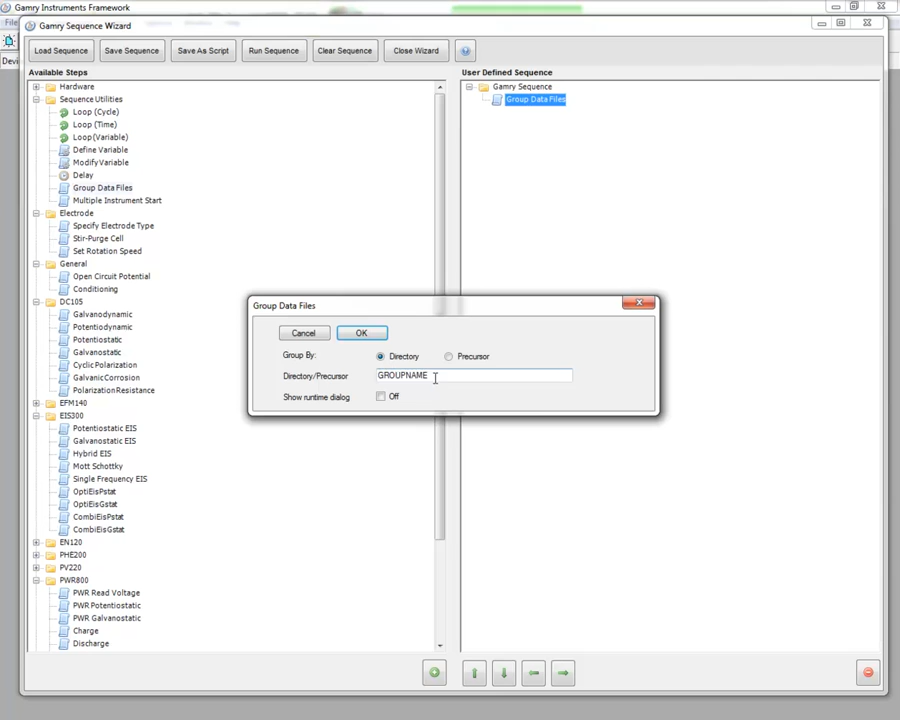 Gamry Instruments Framework
File
Devi
Gamry Sequence Wizard
Load Sequence
Save Sequence
Save As Script
Run Sequence
Clear Sequence
Close Wizard
Available Steps
Hardware
Sequence Utilities
Loop (Cycle)
Loop (Time)
Loop (Variable)
Define Variable
Modify Variable
Delay
Group Data Files
Multiple Instrument Start
Electrode
Specify Electrode Type
Stir-Purge Cell
Set Rotation Speed
General
Open Circuit Potential
Conditioning
DC105
Galvanodynamic
Potentiodynamic
Potentiostatic
Galvanostatic
Cyclic Polarization
Galvanic Corrosion
Polarization Resistance
EFM140
EIS300
Potentiostatic EIS
Galvanostatic EIS
Hybrid EIS
Mott Schottky
Single Frequency EIS
OptiEisPstat
OptiEisGstat
CombiEisPstat
CombiEisGstat
EN120
PHE200
PV220
PWR800
PWR Read Voltage
PWR Potentiostatic
PWR Galvanostatic
Charge
Discharge
User Defined Sequence
Gamry Sequence
Group Data Files
Group Data Files
Cancel
OK
Group By:
Directory
Precursor
Directory/Precursor
GROUPNAME
Show runtime dialog
Off